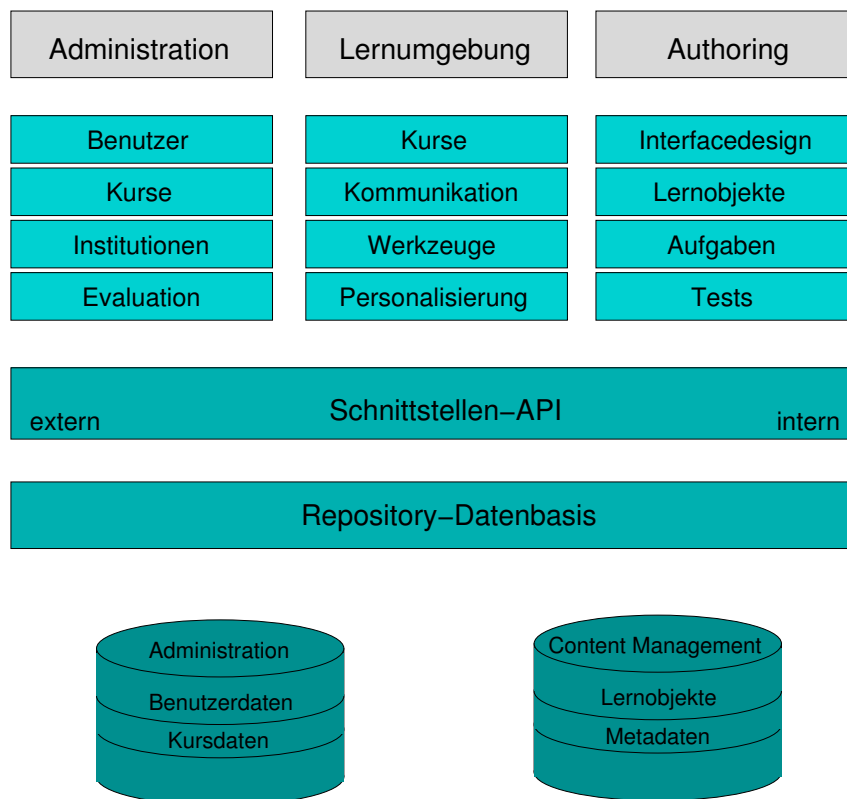 Administration
Lernumgebung
Authoring
Benutzer
Kurse
Institutionen
Evaluation
Kurse
Kommunikation
Werkzeuge
Personalisierung
Interfacedesign
Lernobjekte
Aufgaben
Tests
extern
Schnittstellen−API
intern
Repository−Datenbasis
Administration
Benutzerdaten
Kursdaten
Content Management
Lernobjekte
Metadaten